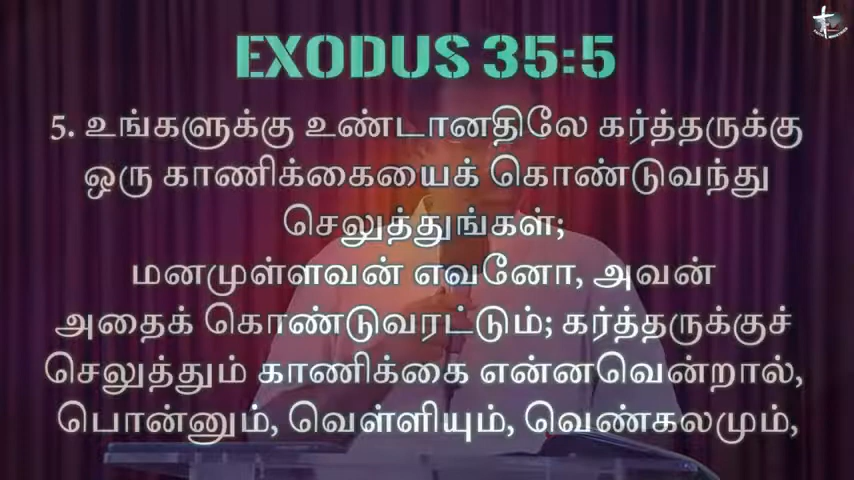 EXODUS 35:5
5. உங்களுக்கு உண்டானதிலே கர்த்தருக்கு
ஒரு காணிக்கையைக் கொண்டுவந்து
செலுத்துங்கள்;
மனமுள்ளவன் எவனோ, அவன்
அதைக் கொண்டுவரட்டும்; கர்த்தருக்குச்
செலுத்தும் காணிக்கை என்னவென்றால்,
பொன்னும், வெள்ளியும், வெண்கலமும்,